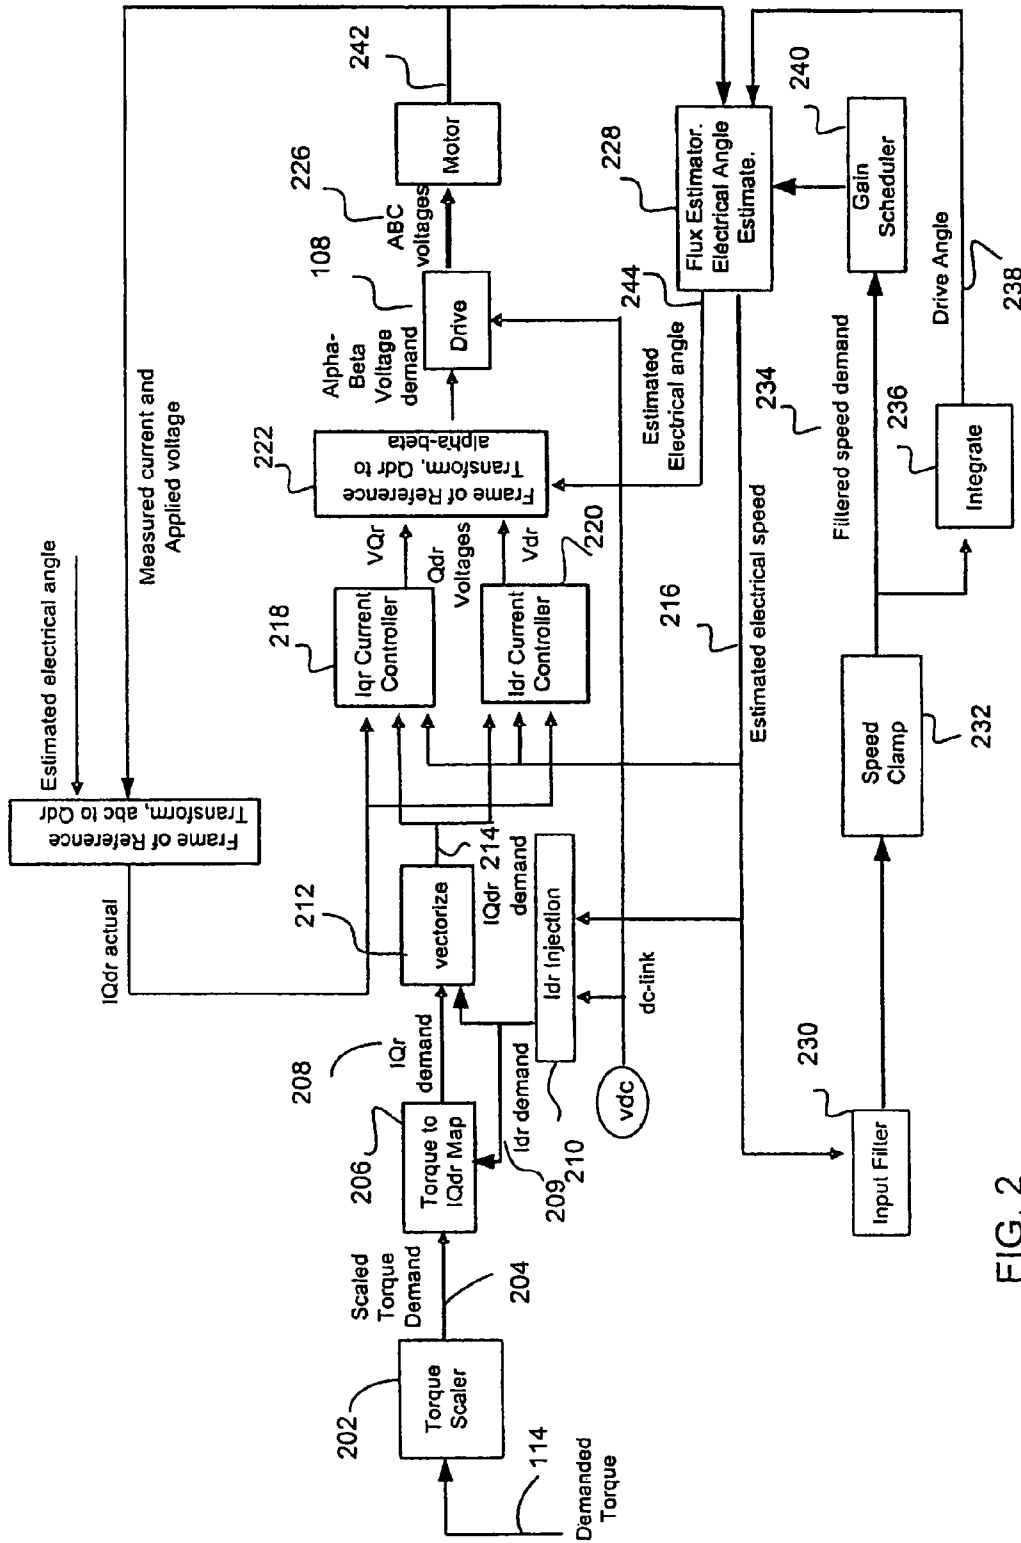 Estimated electrical angle
Frame of Reference
Transform, abc to Qdr
Measured current and
Applied voltage
IQdr actual
Demanded
Torque
114
202
Torque
Scaler
204
Scaled
Torque
Demand
206
Torque to
IQdr Map
208
IQr
demand
209
Idr demand
210
Idr Injection
212
vectorize
214
IQdr
demand
218
Iqr Current
Controller
220
Idr Current
Controller
VQr
Qdr
Voltages
Vdr
222
Frame of Reference
Transform, Qdr to
alpha-beta
Alpha-
Beta
Voltage
demand
108
Drive
226
ABC
voltages
Motor
242
vdc
dc-link
216
Estimated electrical speed
244
Estimated
Electrical angle
228
Flux Estimator.
Electrical Angle
Estimate.
230
Input Filter
232
Speed
Clamp
234
Filtered speed demand
236
Integrate
238
Drive Angle
240
Gain
Scheduler
FIG. 2